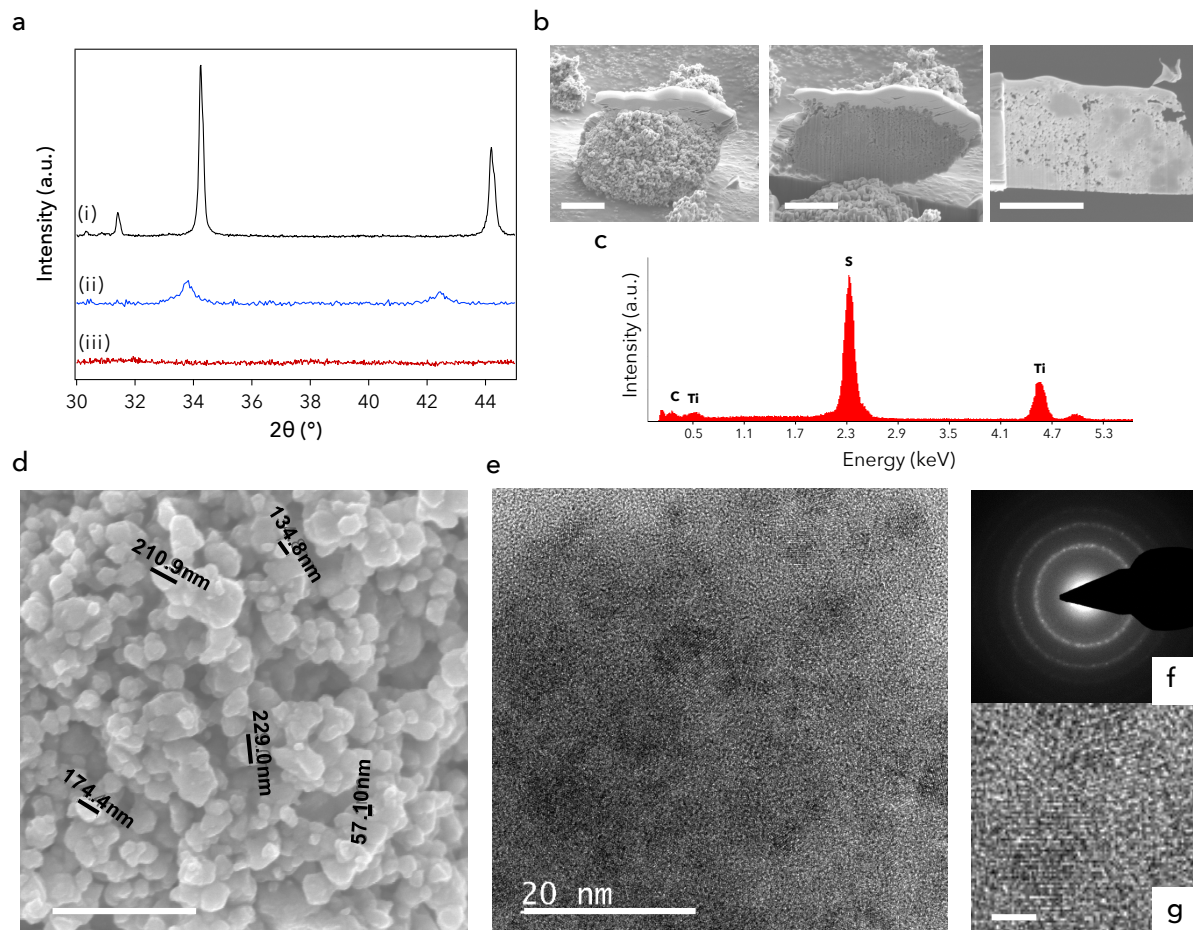 a
Intensity (a.u.)
(i)
(ii)
(iii)
30 32 34 36 38 40 42 44
2θ (°)
b
c
Intensity (a.u.)
S
C
Ti
Ti
0.5 1.1 1.7 2.3 2.9 3.5 4.1 4.7 5.3
Energy (keV)
d
134.8nm
210.9nm
229.0nm
174.4nm
57.10nm
e
20 nm
f
g